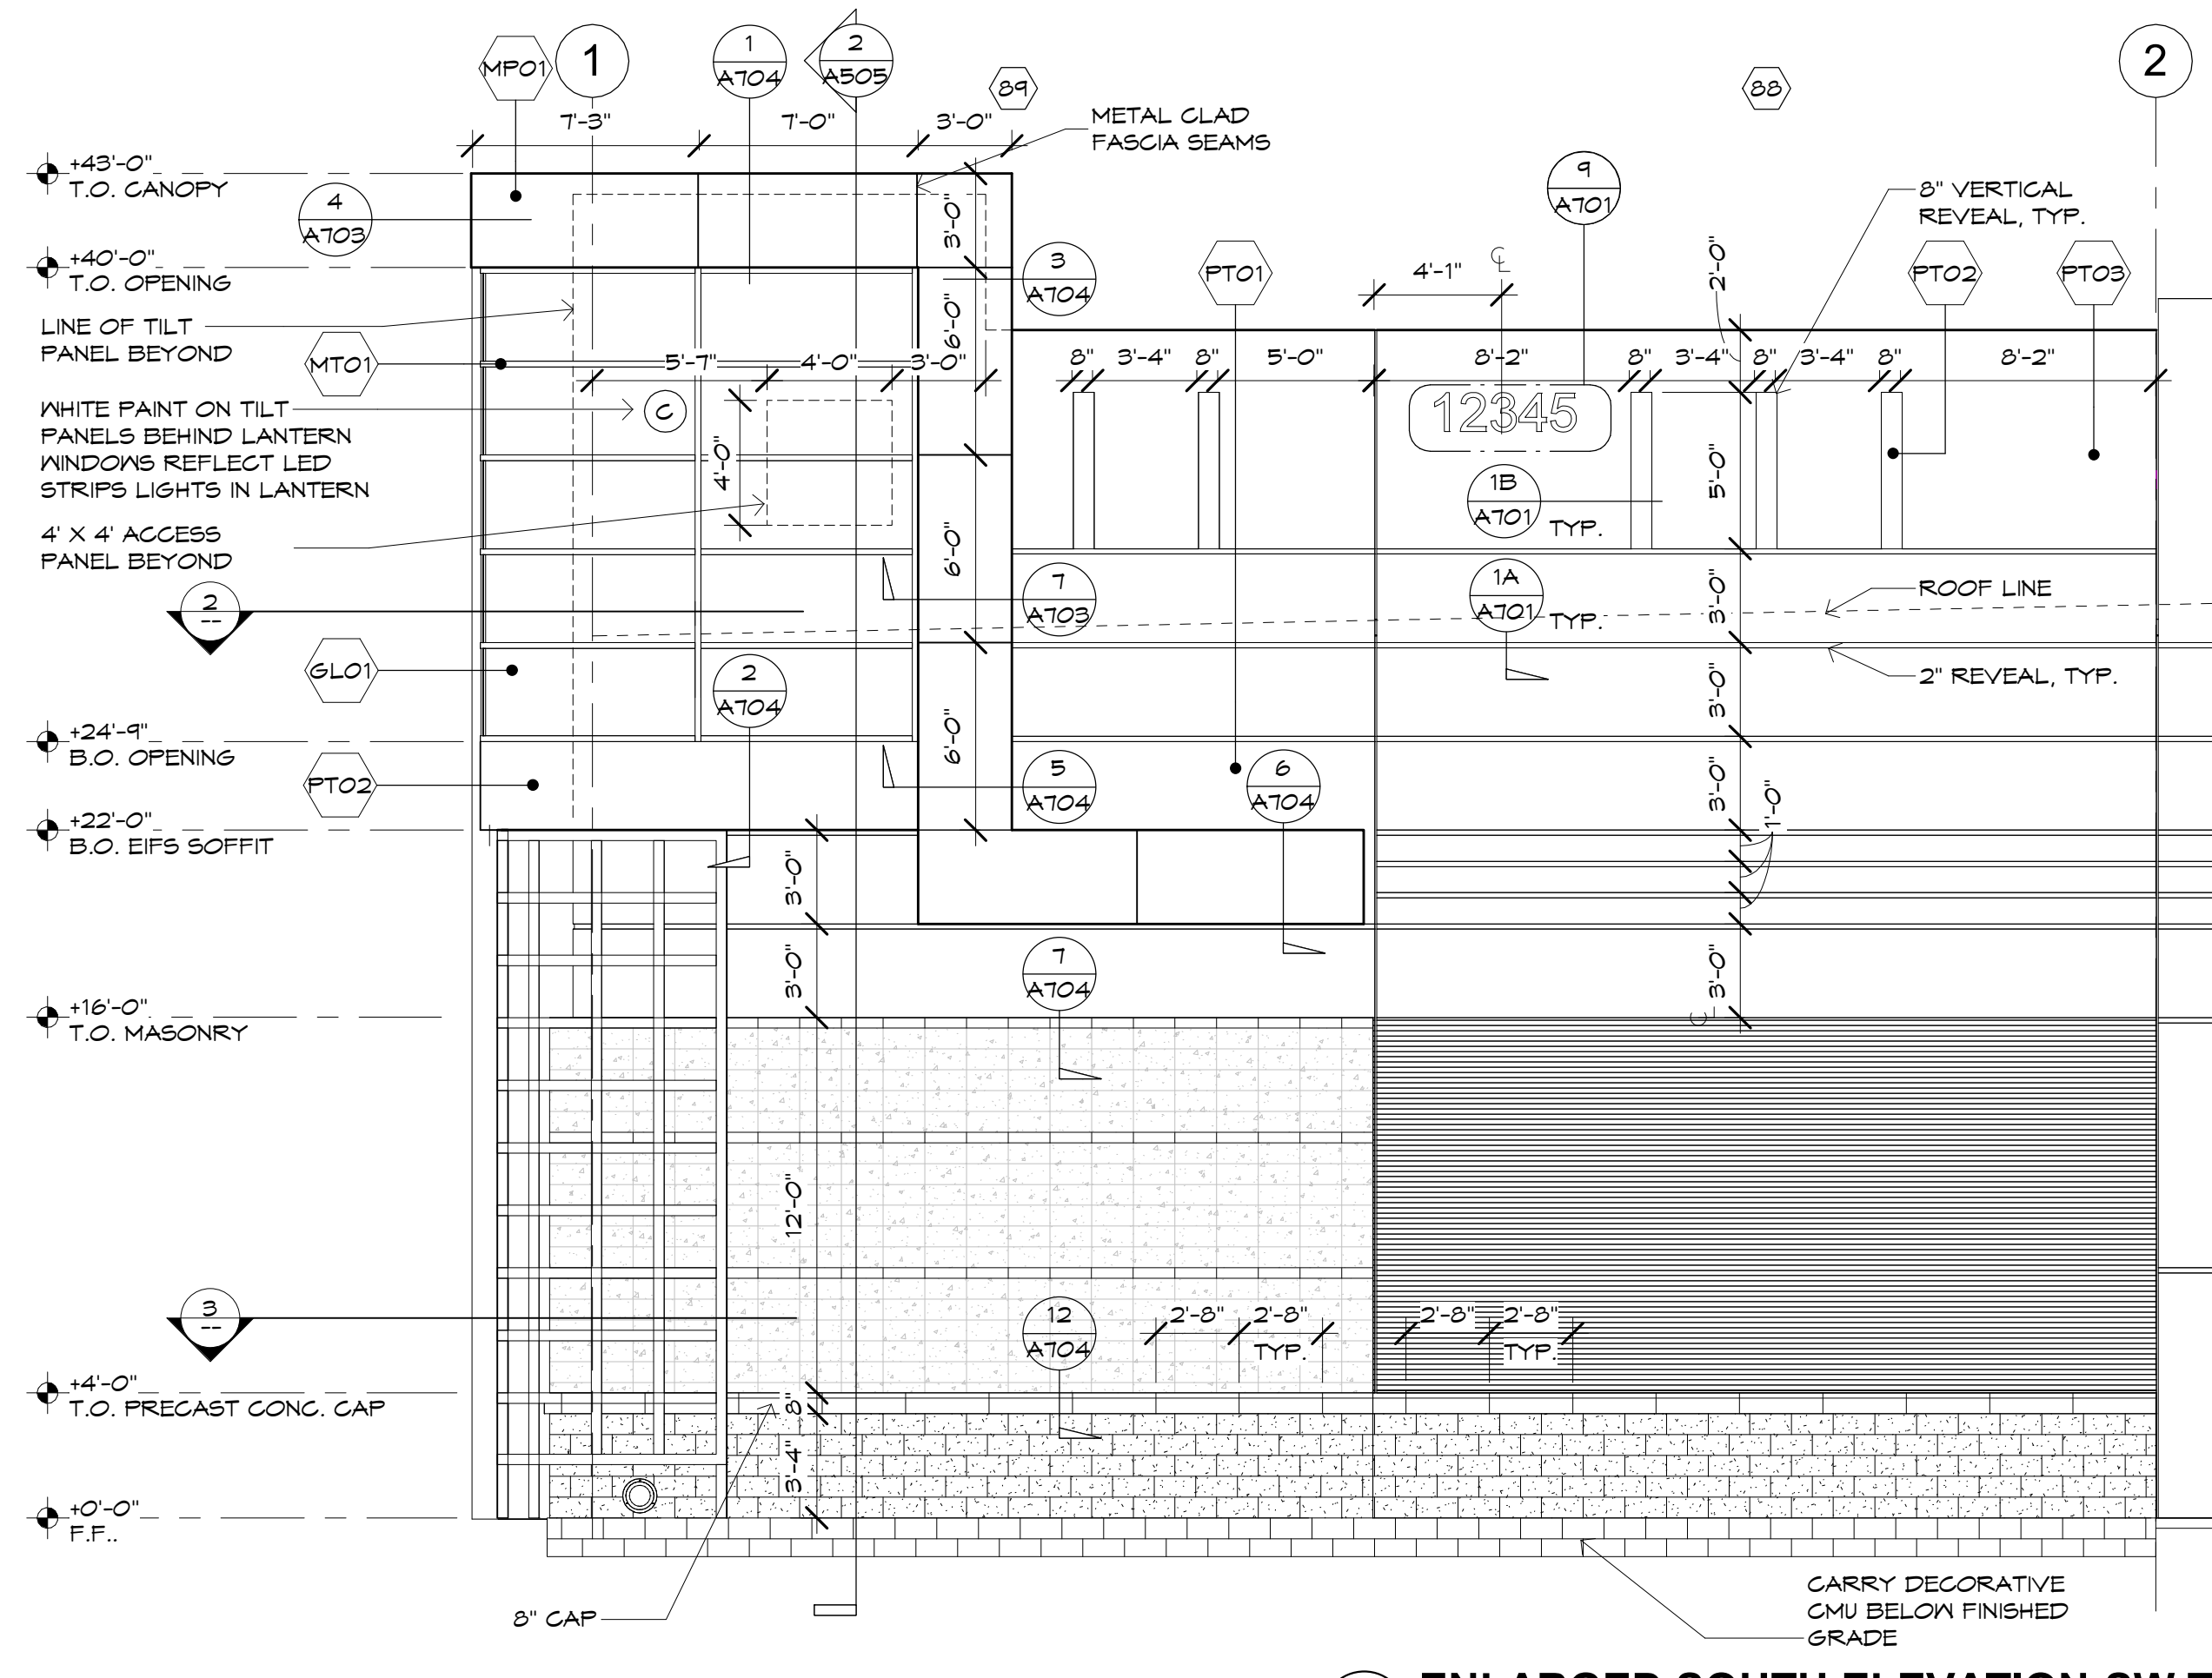 MP01
1
1
A704
2
A505
89
88
2
7'-3"
7'-0"
3'-0"
METAL CLAD
FASCIA SEAMS
+43'-0"
T.O. CANOPY
4
A703
+40'-0"
T.O. OPENING
3'-0"
3
A704
PT01
4'-1"
CL
9
A701
8" VERTICAL
REVEAL, TYP.
2'-0"
PT02
PT03
LINE OF TILT
PANEL BEYOND
MT01
6'-0"
5'-7"
4'-0"
3'-0"
8"
3'-4"
8"
5'-0"
8'-2"
8"
3'-4"
8"
3'-4"
8"
8'-2"
WHITE PAINT ON TILT
PANELS BEHIND LANTERN
WINDOWS REFLECT LED
STRIPS LIGHTS IN LANTERN
C
4'-0"
12345
1B
A701
TYP.
5'-0"
4' X 4' ACCESS
PANEL BEYOND
6'-0"
7
A703
1A
A701
TYP.
3'-0"
ROOF LINE
2
--
GL01
2
A704
2" REVEAL, TYP.
3'-0"
+24'-9"
B.O. OPENING
6'-0"
PT02
5
A704
6
A704
3'-0"
1'-0"
+22'-0"
B.O. EIFS SOFFIT
3'-0"
3'-0"
7
A704
3'-0"
CL
+16'-0"
T.O. MASONRY
12'-0"
3
--
12
A704
2'-8"
2'-8"
TYP.
2'-8"
2'-8"
TYP.
+4'-0"
T.O. PRECAST CONC. CAP
8"
3'-4"
+0'-0"
F.F..
8" CAP
CARRY DECORATIVE
CMU BELOW FINISHED
GRADE
ENLARGED SOUTH ELEVATION-SW